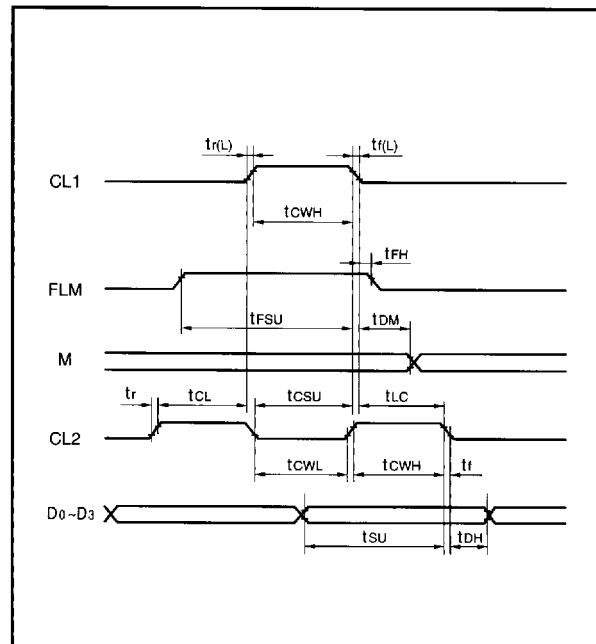 tr(L) tf(L)
CL1
tCWH
tFH
FLM
tFSU tDM
M
tr tCL tCSU tLC
CL2
tCWL tCWH tf
D0~D3
tSU tDH